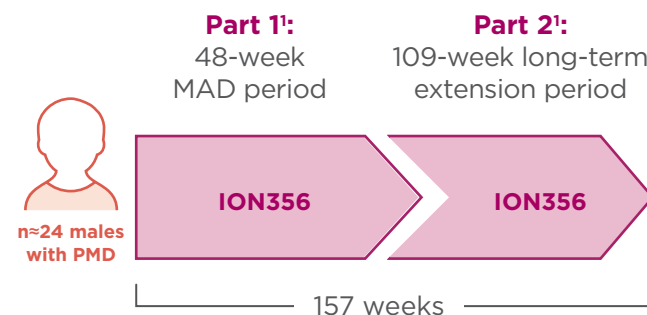 Part 1¹:
48-week
MAD period
Part 2¹:
109-week long-term
extension period
n≈24 males
with PMD
ION356
ION356
157 weeks